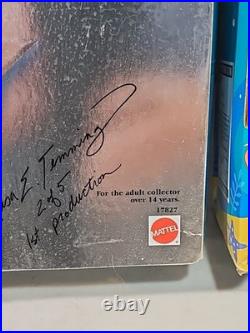 E. Temming
2 of 5
1st production
For the adult collector
over 14 years.
17827
MATTEL